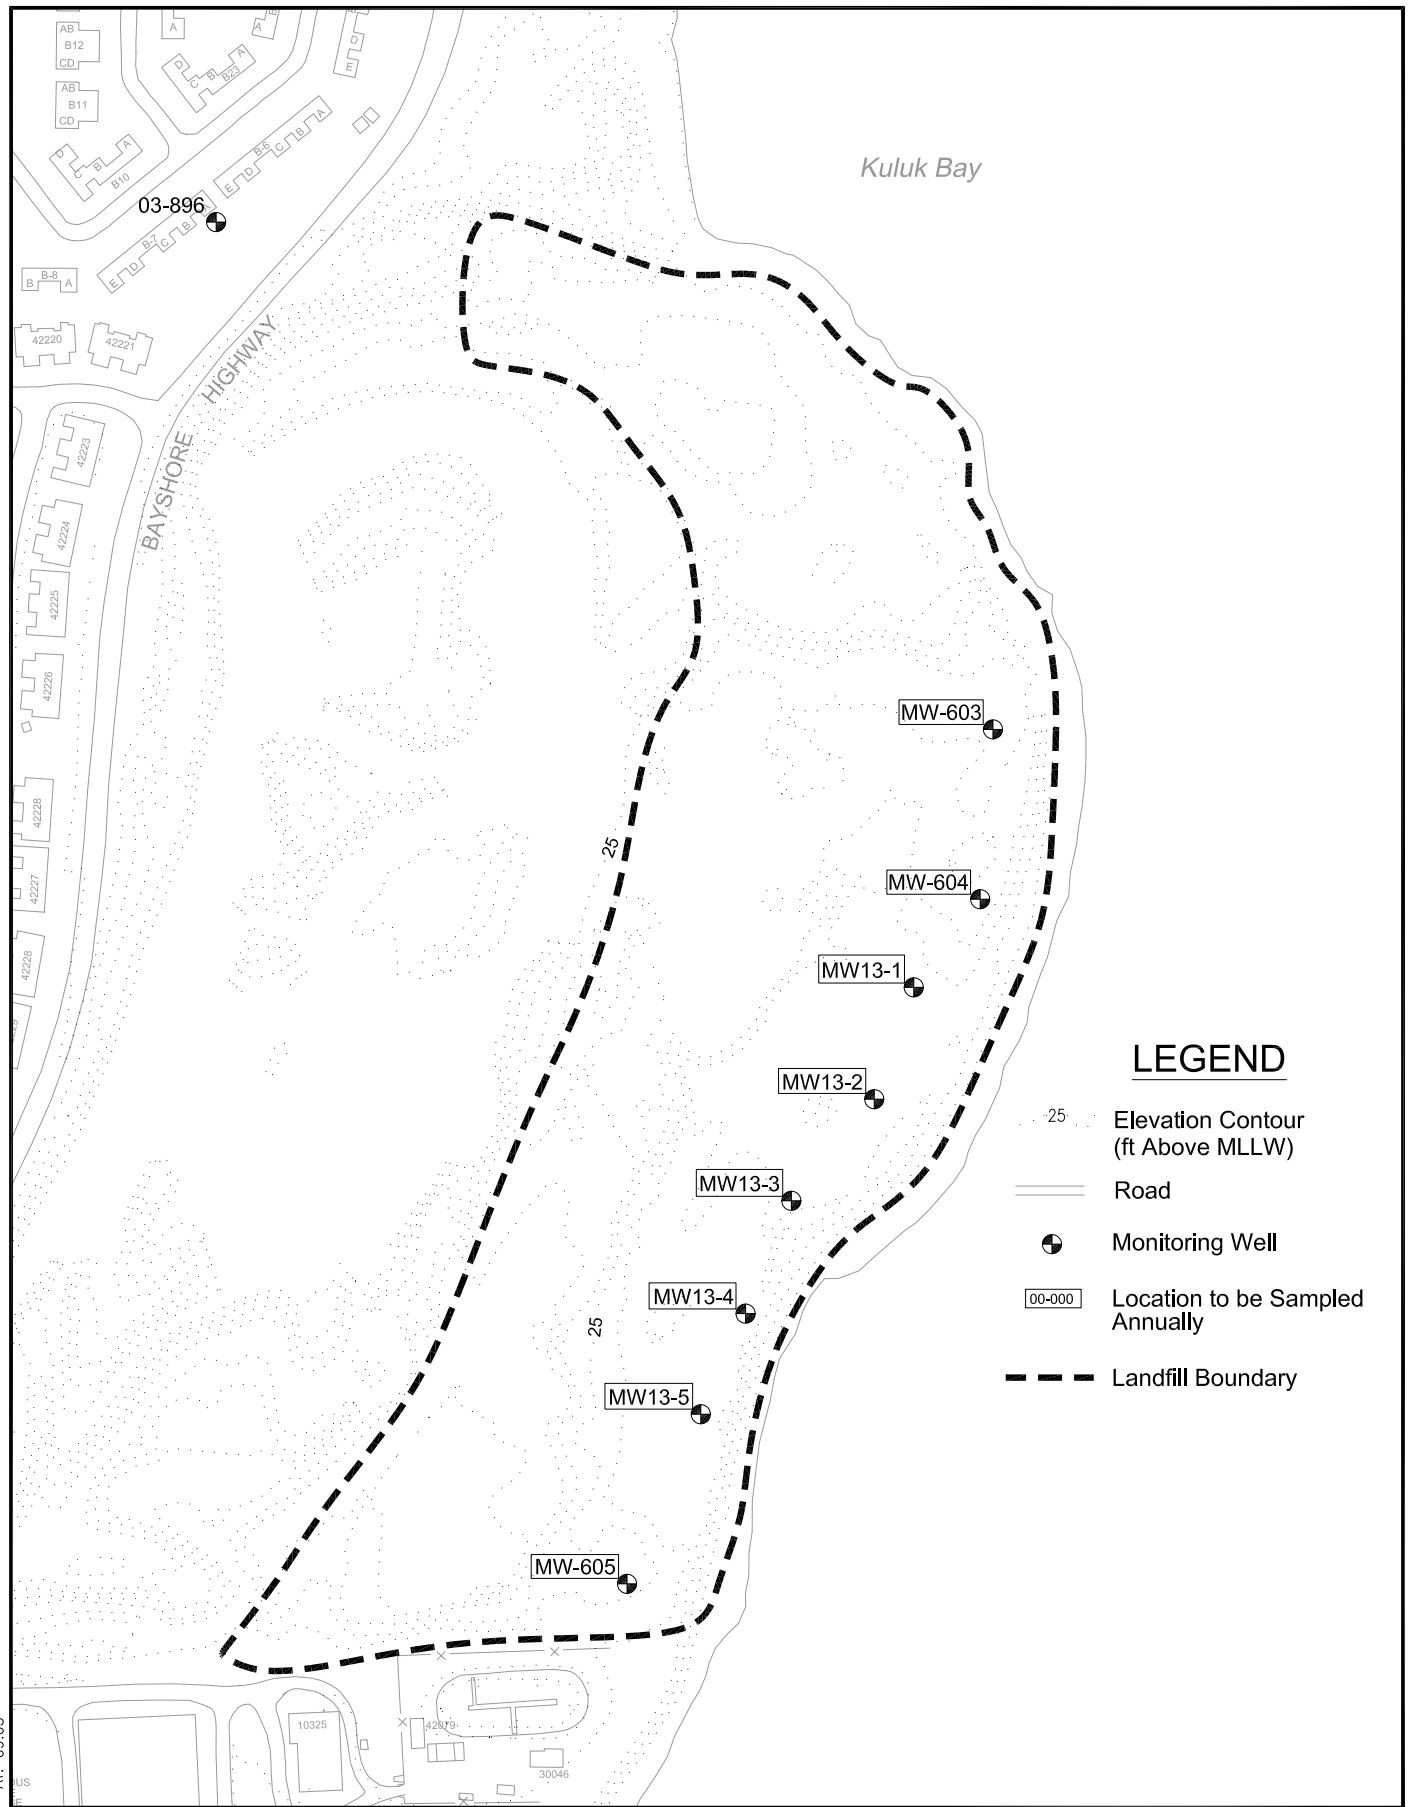 AB
B12
CD
A
A
D
E
D
C
B
A
B23
AB
B11
CD
D
C
B
A
B10
E
D
C
B
A
B-6
Kuluk Bay
03-896
E
D
C
B
A
B-7
B-8
B
A
42220
42221
BAYSHORE
HIGHWAY
42223
42224
42225
42226
MW-603
42228
25
42227
MW-604
42228
MW13-1
LEGEND
MW13-2
25
Elevation Contour
(ft Above MLLW)
MW13-3
Road
Monitoring Well
MW13-4
00-000
Location to be Sampled
Annually
25
Landfill Boundary
MW13-5
MW-605
10325
42079
30046